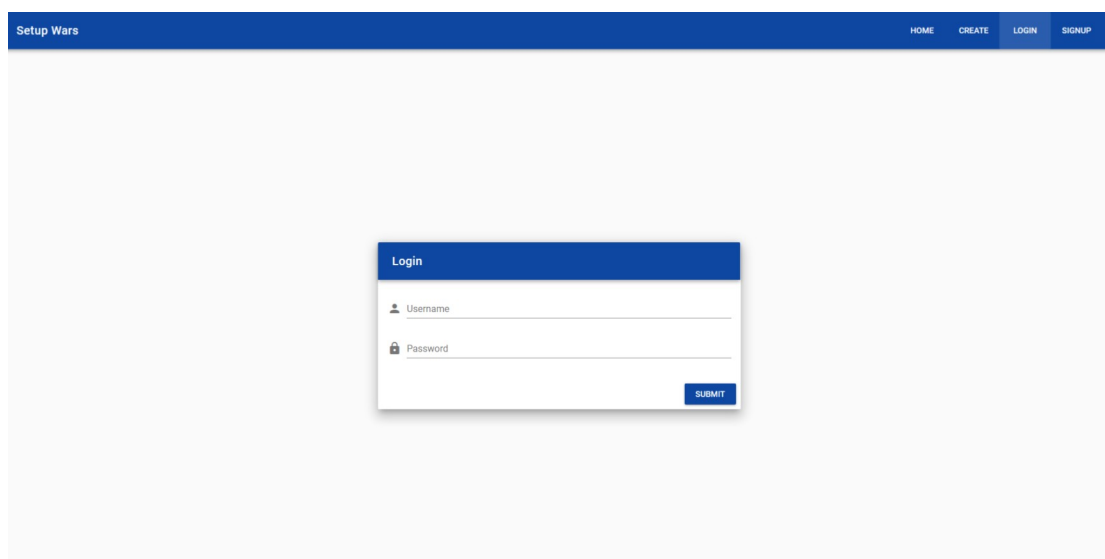 Setup Wars
HOME CREATE LOGIN SIGNUP
Login
Username
Password
SUBMIT